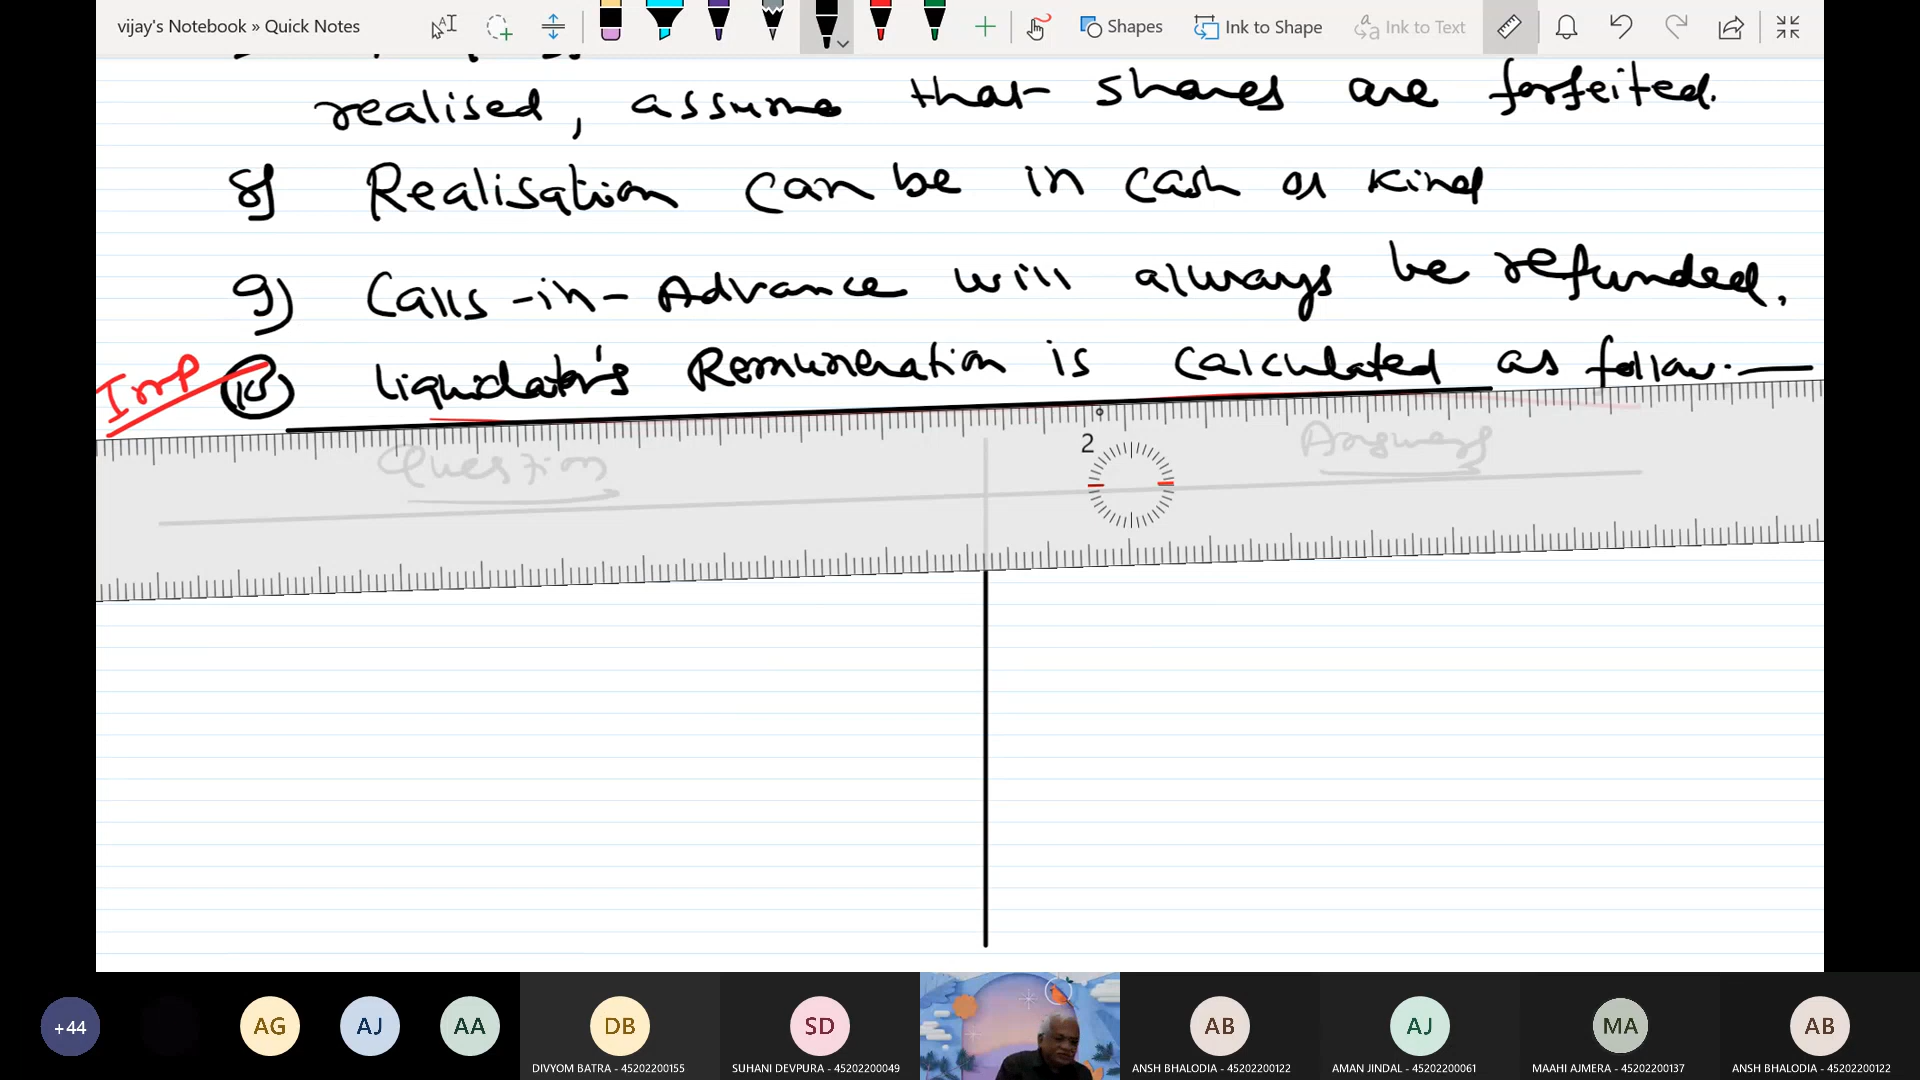 vijay's Notebook » Quick Notes
Shapes
Ink to Shape
Ink to Text
realised, assume that shares are forfeited.
8) Realisation can be in cash or kind
9) Calls-in-Advance will always be refunded.
Imp 10) liquidator's Remuneration is calculated as follow:—
2°
Question
Answers
+44
AG
AJ
AA
DB
SD
AB
AJ
MA
AB
DIVYOM BATRA - 45202200155
SUHANI DEVPURA - 45202200049
ANSH BHALODIA - 45202200122
AMAN JINDAL - 45202200061
MAAHI AJMERA - 45202200137
ANSH BHALODIA - 45202200122